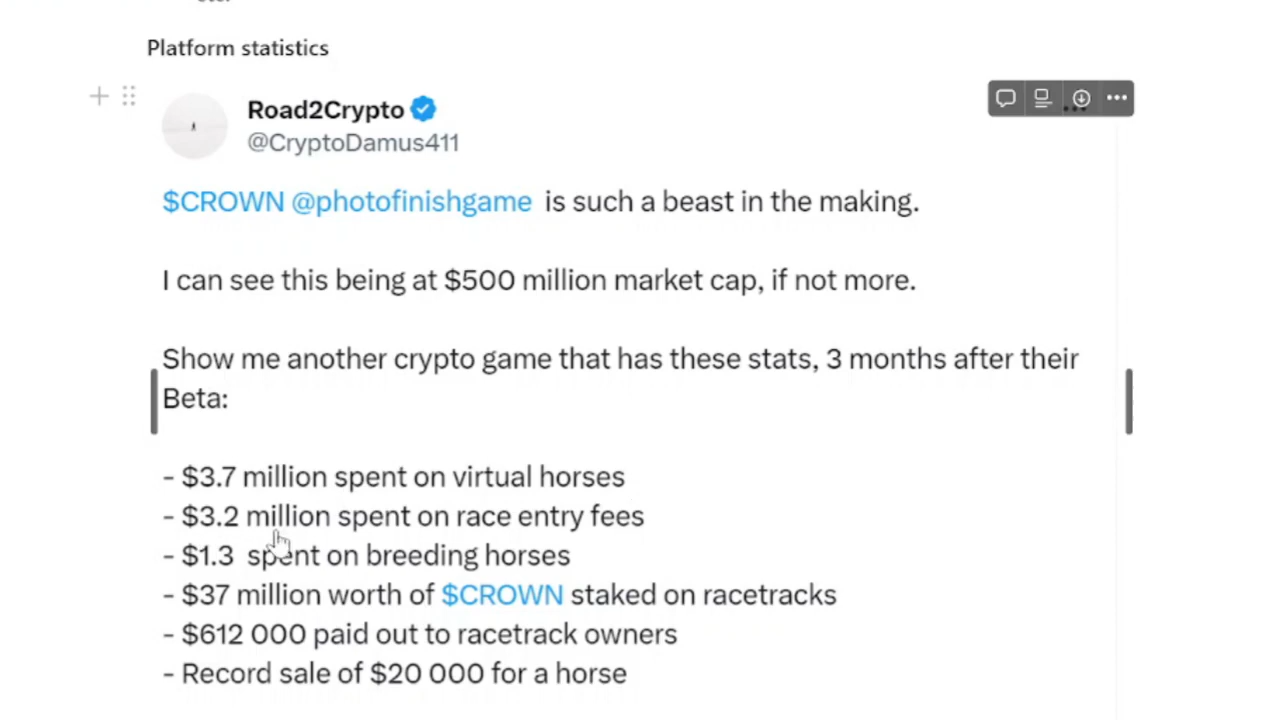 Platform statistics
Road2Crypto
@CryptoDamus411
$CROWN @photofinishgame is such a beast in the making.
I can see this being at $500 million market cap, if not more.
Show me another crypto game that has these stats, 3 months after their
Beta:
- $3.7 million spent on virtual horses
- $3.2 million spent on race entry fees
- $1.3 spent on breeding horses
- $37 million worth of $CROWN staked on racetracks
- $612 000 paid out to racetrack owners
- Record sale of $20 000 for a horse